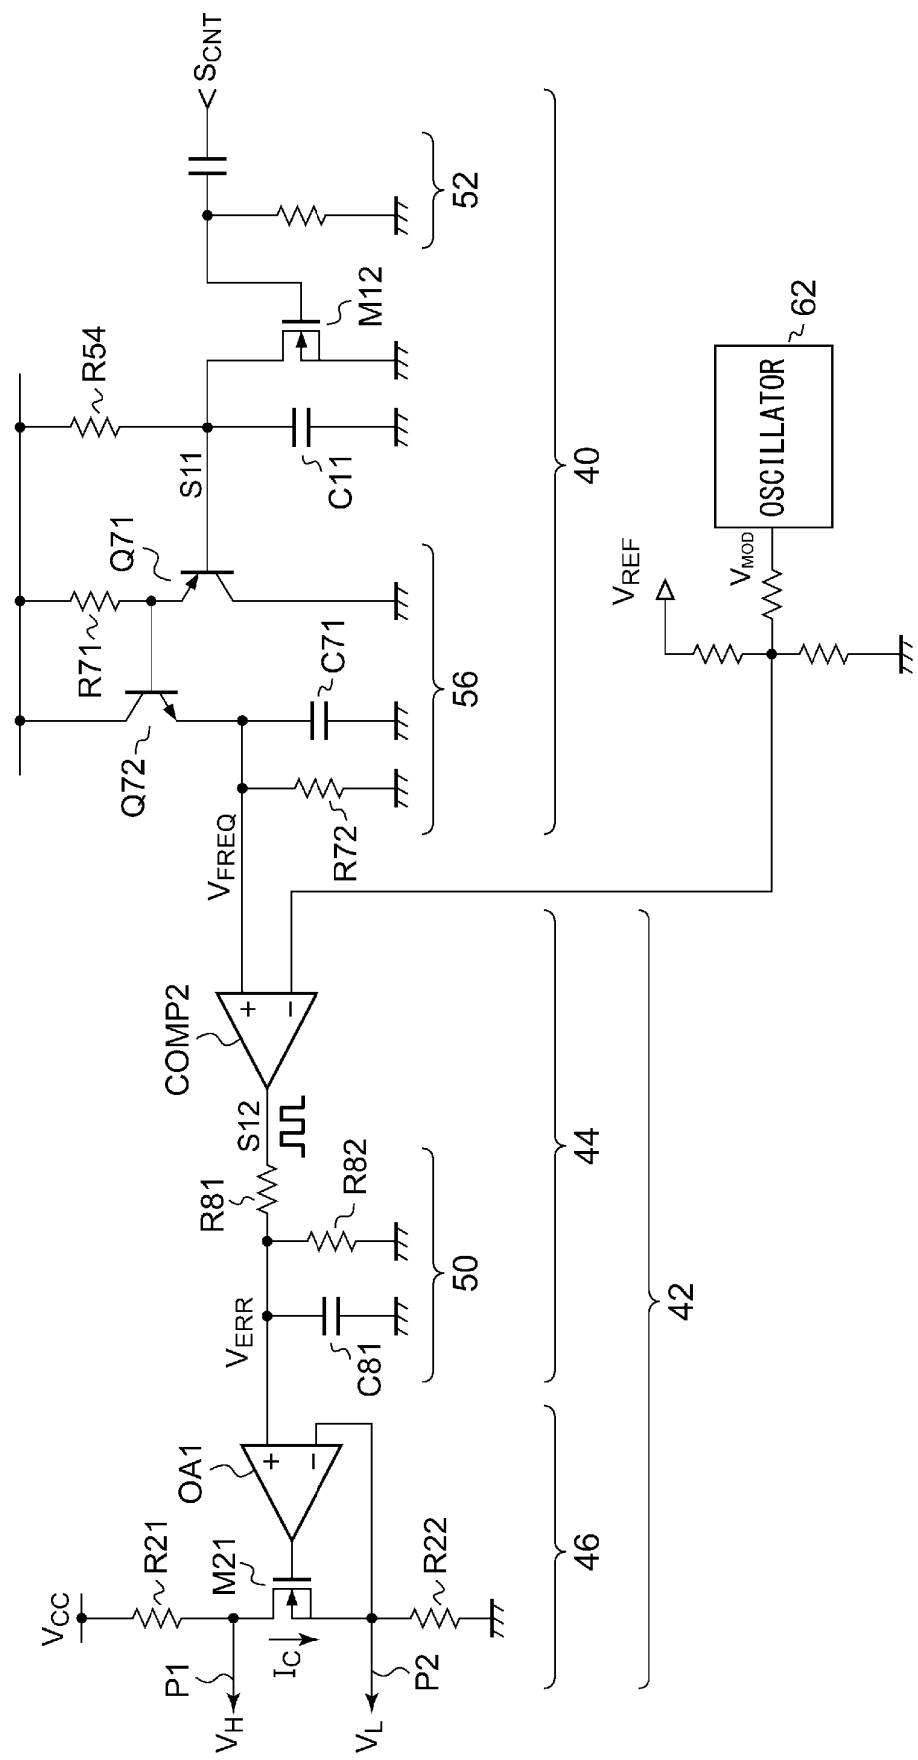 S_CNT
52
M12
R54
C11
S11
Q71
R71
Q72
C71
56
R72
V_FREQ
40
62
OSCILLATOR
V_MOD
V_REF
COMP2
+
−
S12
R81
R82
50
V_ERR
C81
44
42
OA1
+
−
M21
R21
V_CC
R22
46
P1
I_C
P2
V_H
V_L